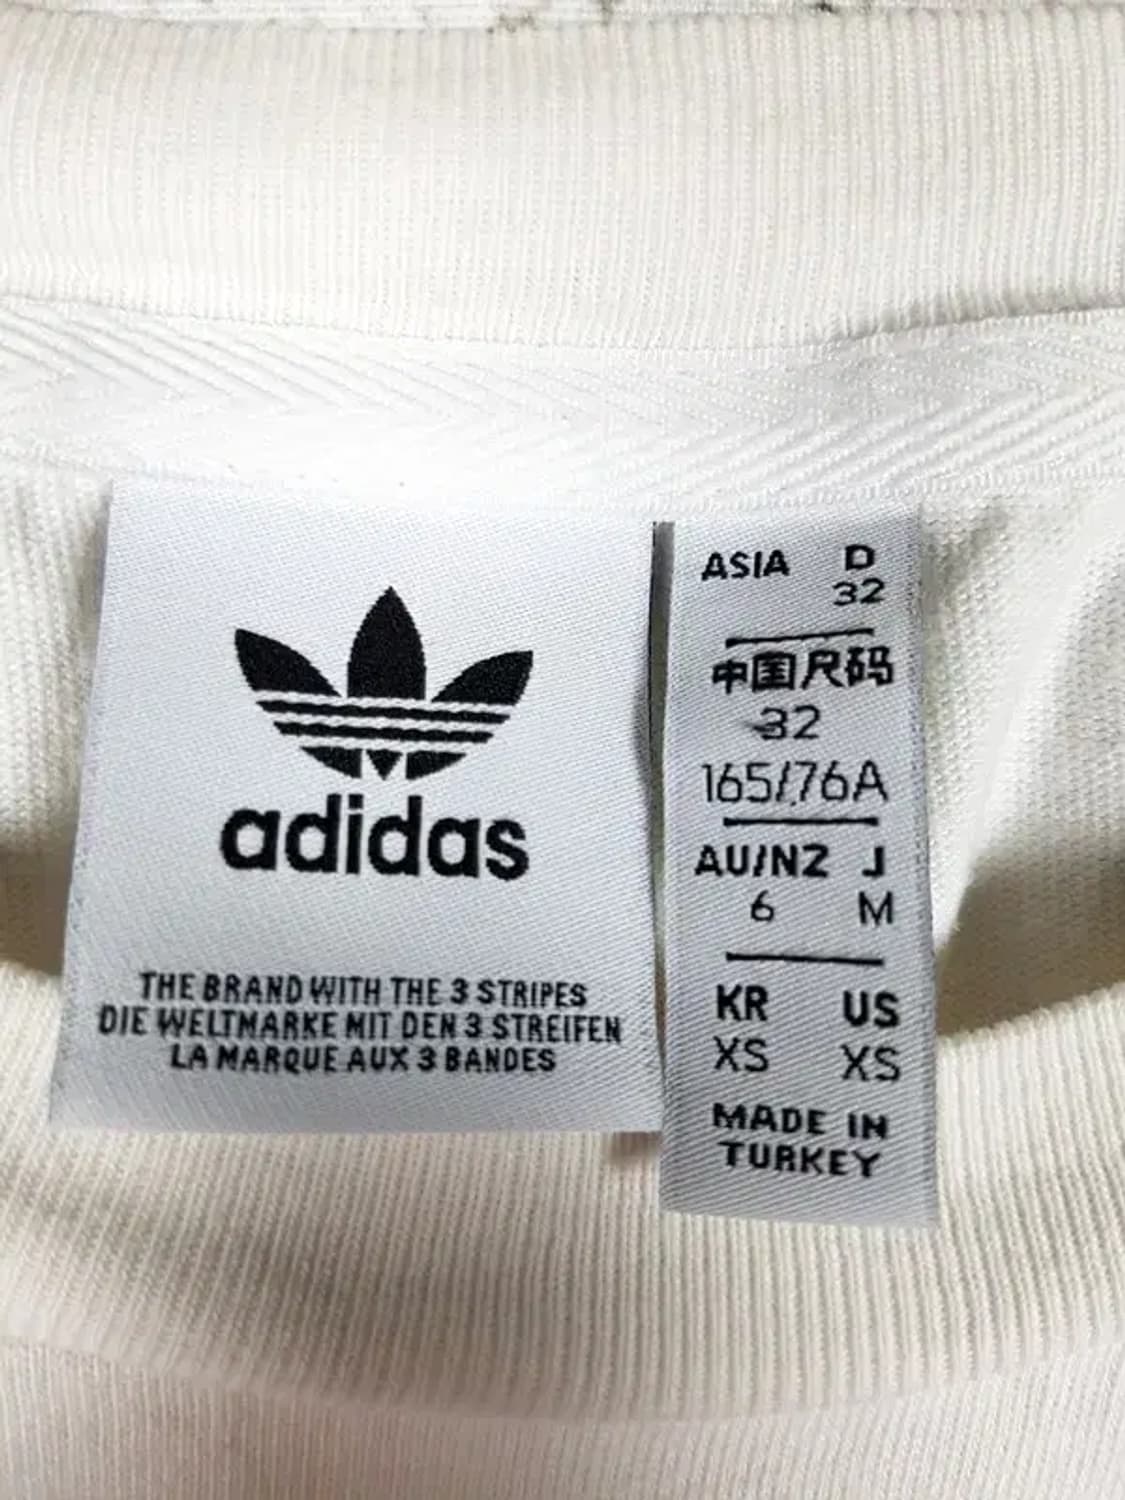 adidas
THE BRAND WITH THE 3 STRIPES
DIE WELTMARKE MIT DEN 3 STREIFEN
LA MARQUE AUX 3 BANDES
ASIA D
32
中国尺码
32
165/76A
AU/NZ J
6 M
KR US
XS XS
MADE IN
TURKEY